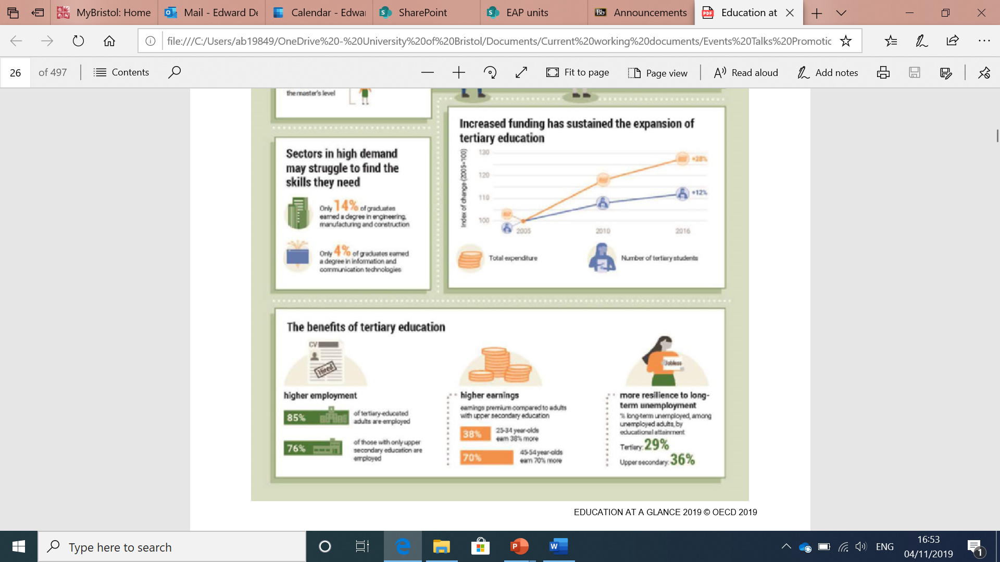 MyBristol: Home
Mail - Edward De
Calendar - Edwar
SharePoint
EAP units
Bb Announcements
PDF Education at
file:///C:/Users/ab19849/OneDrive%20-%20University%20of%20Bristol/Documents/Current%20working%20documents/Events%20Talks%20Promotic
26 of 497
Contents
Fit to page
Page view
Read aloud
Add notes
the master's level
Increased funding has sustained the expansion of
tertiary education
Index of change (2005=100)
130
120
110
100
+28%
+12%
2005 2010 2016
Total expenditure
Number of tertiary students
Sectors in high demand
may struggle to find the
skills they need
Only 14% of graduates
earned a degree in engineering,
manufacturing and construction
Only 4% of graduates earned
a degree in information and
communication technologies
The benefits of tertiary education
CV
Hired
higher employment
85% of tertiary-educated
adults are employed
76% of those with only upper
secondary education are
employed
higher earnings
earnings premium compared to adults
with upper secondary education
38% 25-34 year-olds
earn 38% more
70% 45-54 year-olds
earn 70% more
Jobless
more resilience to long-
term unemployment
% long-term unemployed, among
unemployed adults, by
educational attainment
Tertiary: 29%
Upper secondary: 36%
EDUCATION AT A GLANCE 2019 © OECD 2019
Type here to search
ENG
16:53
04/11/2019
1